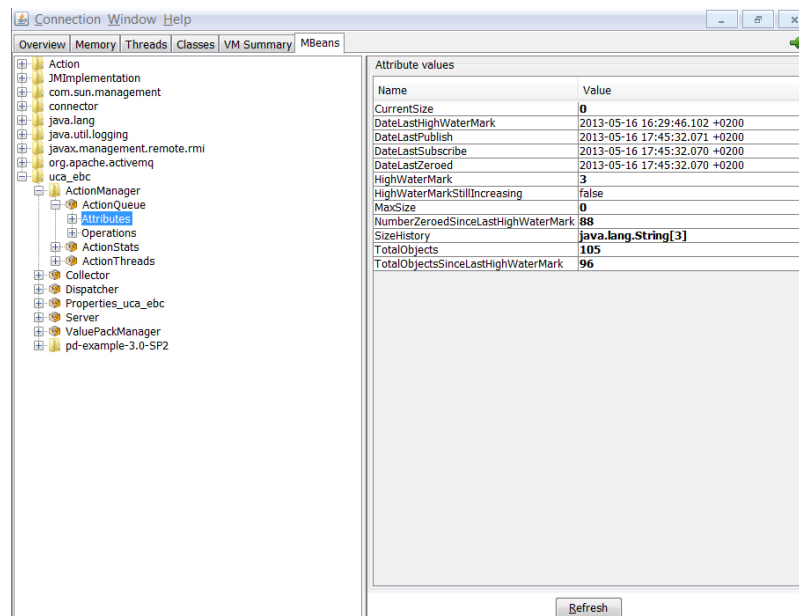 Connection Window Help
Overview Memory Threads Classes VM Summary MBeans
Action
JMImplementation
com.sun.management
connector
java.lang
java.util.logging
javax.management.remote.rmi
org.apache.activemq
uca_ebc
ActionManager
ActionQueue
Attributes
Operations
ActionStats
ActionThreads
Collector
Dispatcher
Properties_uca_ebc
Server
ValuePackManager
pd-example-3.0-SP2
Attribute values
Name Value
CurrentSize 0
DateLastHighWaterMark 2013-05-16 16:29:46.102 +0200
DateLastPublish 2013-05-16 17:45:32.071 +0200
DateLastSubscribe 2013-05-16 17:45:32.070 +0200
DateLastZeroed 2013-05-16 17:45:32.070 +0200
HighWaterMark 3
HighWaterMarkStillIncreasing false
MaxSize 0
NumberZeroedSinceLastHighWaterMark 88
SizeHistory java.lang.String[3]
TotalObjects 105
TotalObjectsSinceLastHighWaterMark 96
Refresh